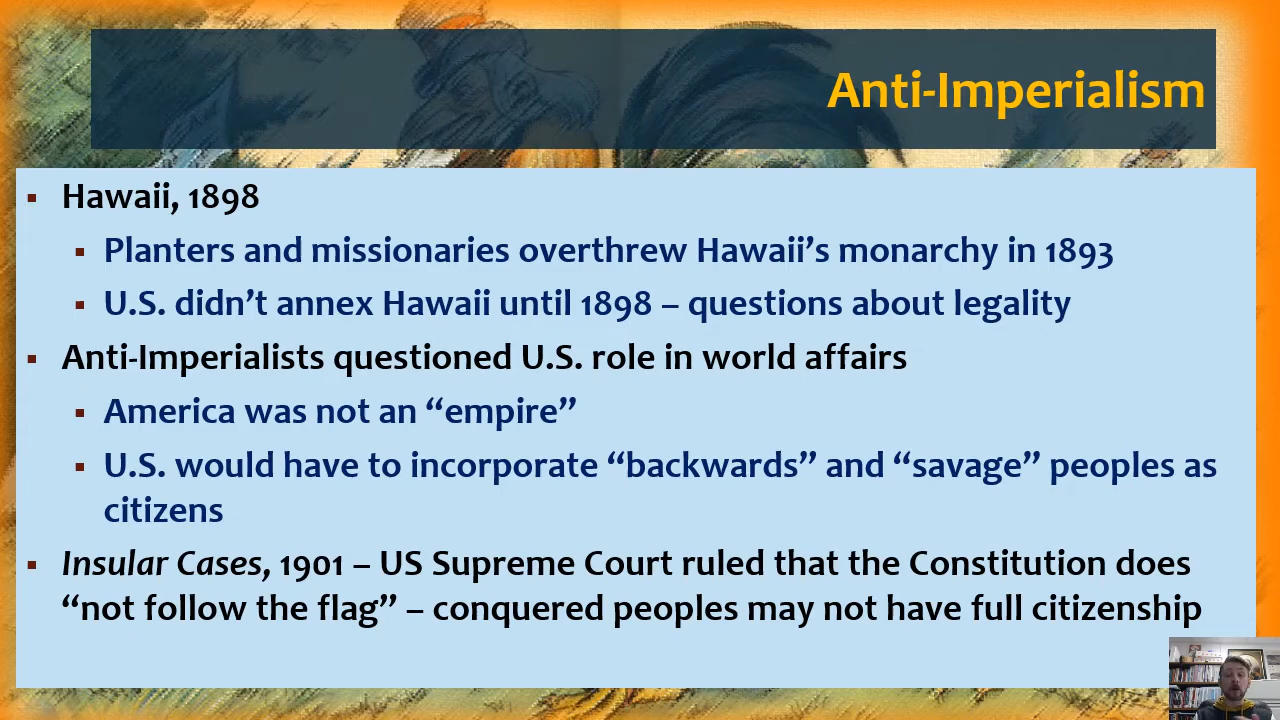 Anti-Imperialism
▪ Hawaii, 1898
▪ Planters and missionaries overthrew Hawaii’s monarchy in 1893
▪ U.S. didn’t annex Hawaii until 1898 – questions about legality
▪ Anti-Imperialists questioned U.S. role in world affairs
▪ America was not an “empire”
▪ U.S. would have to incorporate “backwards” and “savage” peoples as
citizens
▪ Insular Cases, 1901 – US Supreme Court ruled that the Constitution does
“not follow the flag” – conquered peoples may not have full citizenship